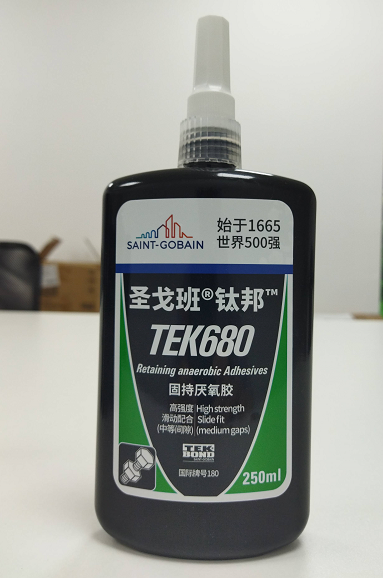 SAINT-GOBAIN
始于1665
世界500强
圣戈班®钛邦™
TEK680
Retaining anaerobic Adhesives
固持厌氧胶
高强度 High strength
滑动配合 Slide fit
(中等间隙) (medium gaps)
TEK
BOND
SAINT-GOBAIN
国际牌号180
250ml